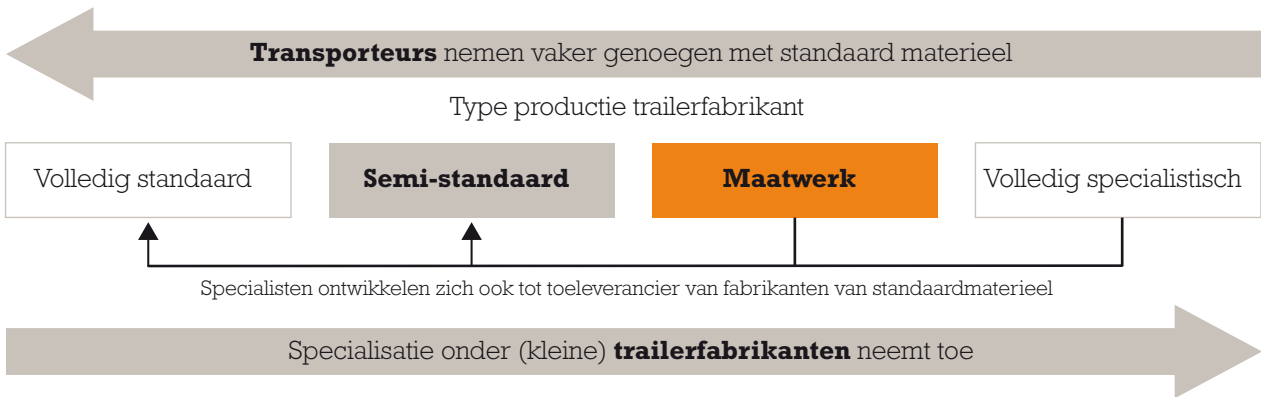 Transporteurs nemen vaker genoegen met standaard materieel
Type productie trailerfabrikant
Volledig standaard
Semi-standaard
Maatwerk
Volledig specialistisch
Specialisten ontwikkelen zich ook tot toeleverancier van fabrikanten van standaardmaterieel
Specialisatie onder (kleine) trailerfabrikanten neemt toe